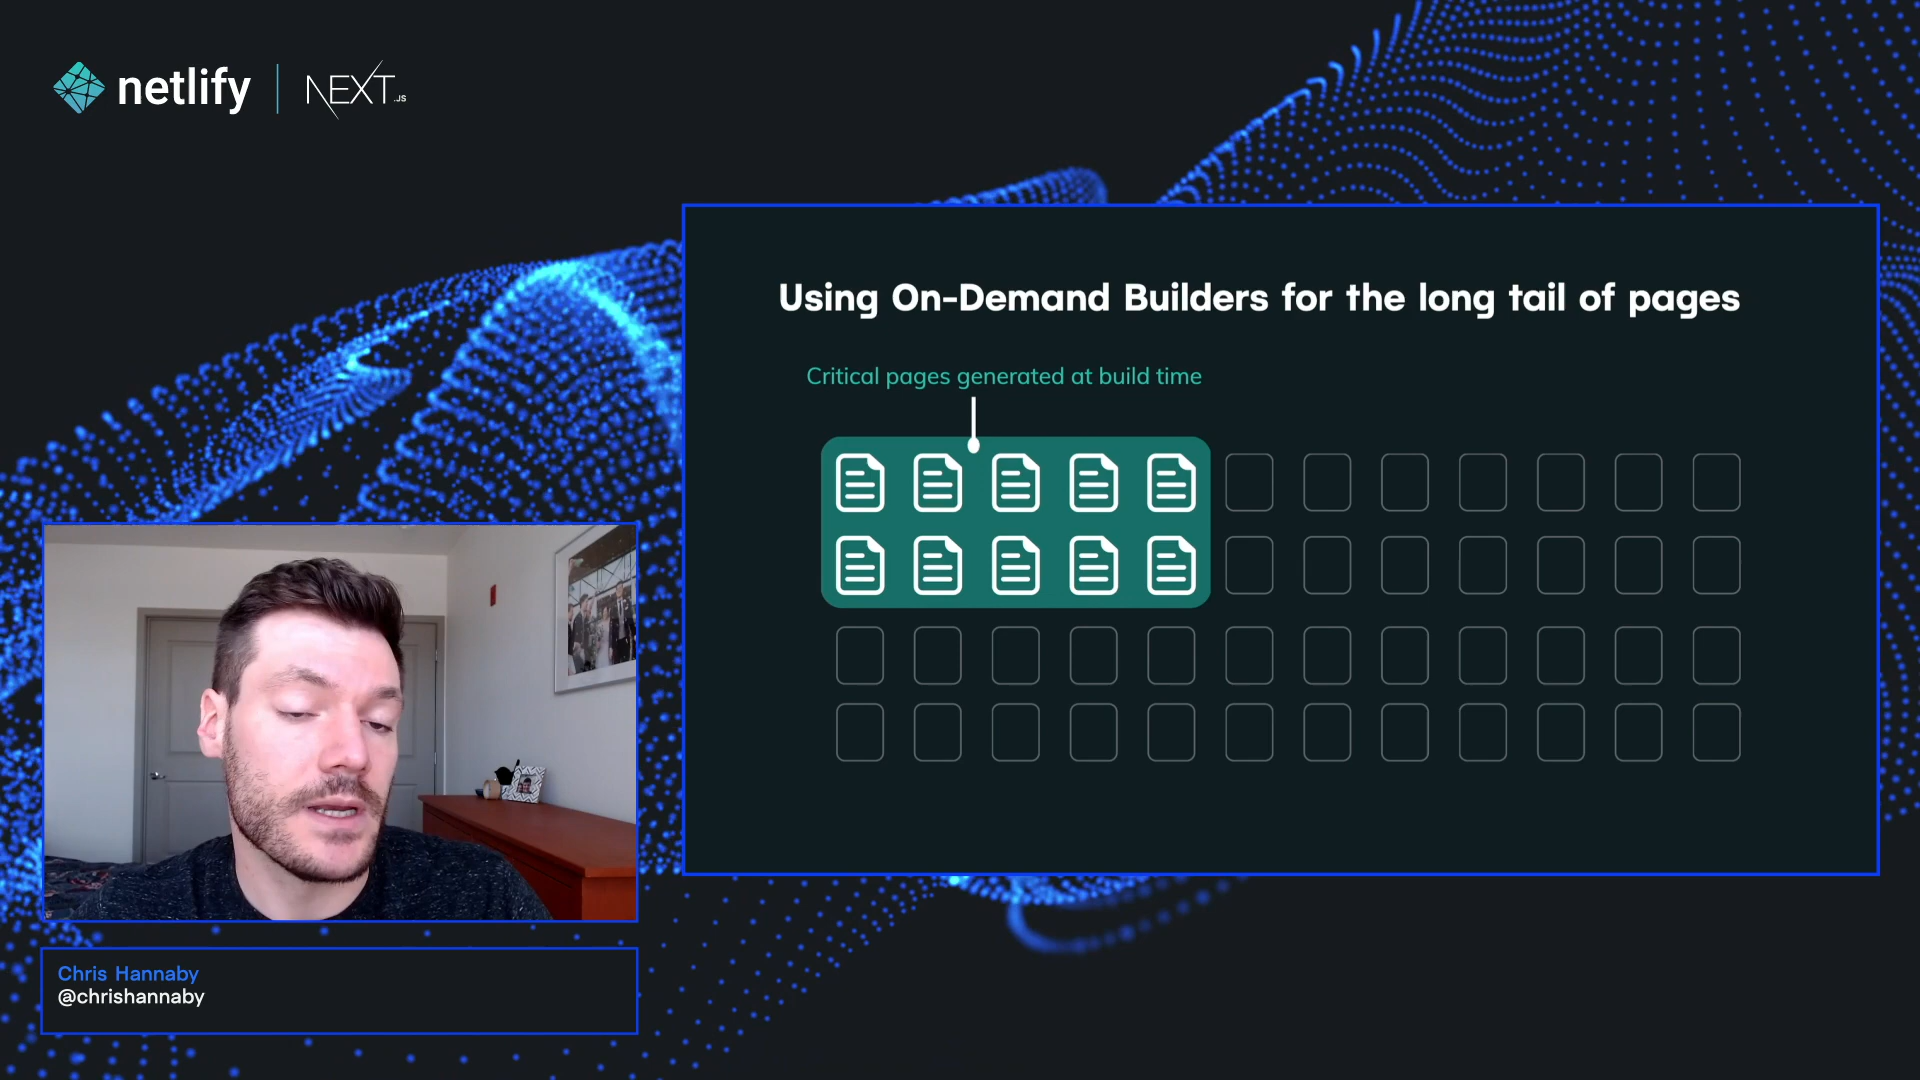 netlify
NEXT.JS
Using On-Demand Builders for the long tail of pages
Critical pages generated at build time
Chris Hannaby
@chrishannaby